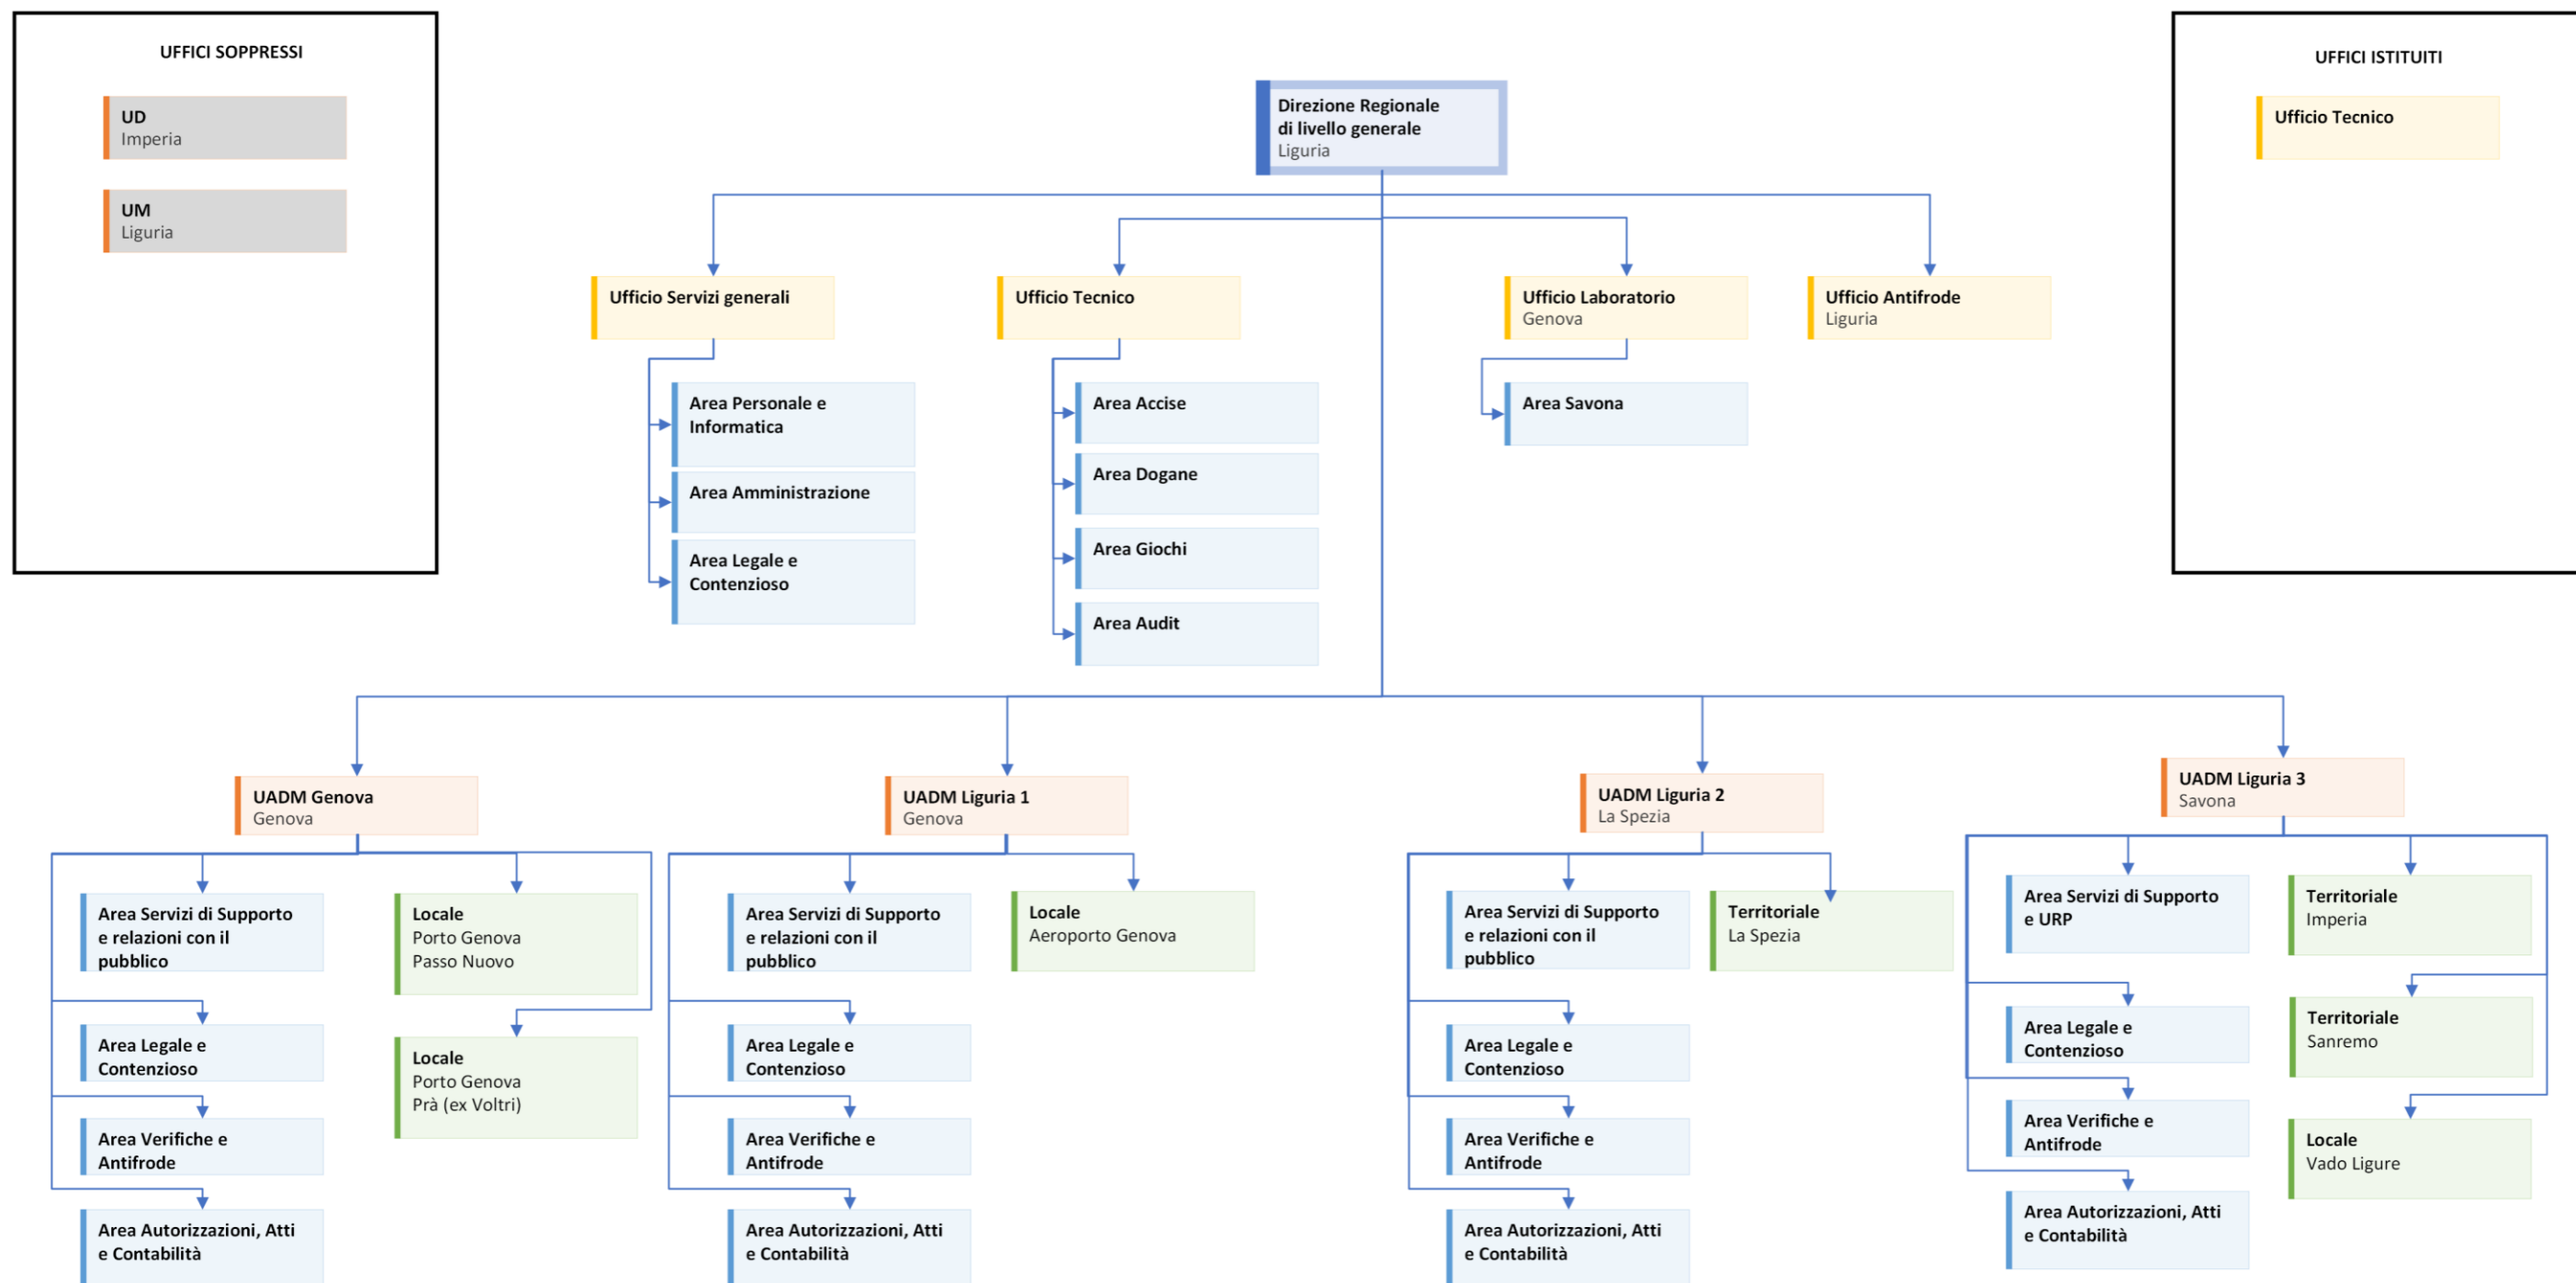 UFFICI SOPPRESSI
UD
Imperia
UM
Liguria
UFFICI ISTITUITI
Ufficio Tecnico
Direzione Regionale
di livello generale
Liguria
Ufficio Servizi generali
Area Personale e
Informatica
Area Amministrazione
Area Legale e
Contenzioso
Ufficio Tecnico
Area Accise
Area Dogane
Area Giochi
Area Audit
Ufficio Laboratorio
Genova
Area Savona
Ufficio Antifrode
Liguria
UADM Genova
Genova
Area Servizi di Supporto
e relazioni con il
pubblico
Area Legale e
Contenzioso
Area Verifiche e
Antifrode
Area Autorizzazioni, Atti
e Contabilità
Locale
Porto Genova
Passo Nuovo
Locale
Porto Genova
Prà (ex Voltri)
UADM Liguria 1
Genova
Area Servizi di Supporto
e relazioni con il
pubblico
Area Legale e
Contenzioso
Area Verifiche e
Antifrode
Area Autorizzazioni, Atti
e Contabilità
Locale
Aeroporto Genova
UADM Liguria 2
La Spezia
Area Servizi di Supporto
e relazioni con il
pubblico
Area Legale e
Contenzioso
Area Verifiche e
Antifrode
Area Autorizzazioni, Atti
e Contabilità
Territoriale
La Spezia
UADM Liguria 3
Savona
Area Servizi di Supporto
e URP
Area Legale e
Contenzioso
Area Verifiche e
Antifrode
Area Autorizzazioni, Atti
e Contabilità
Territoriale
Imperia
Territoriale
Sanremo
Locale
Vado Ligure